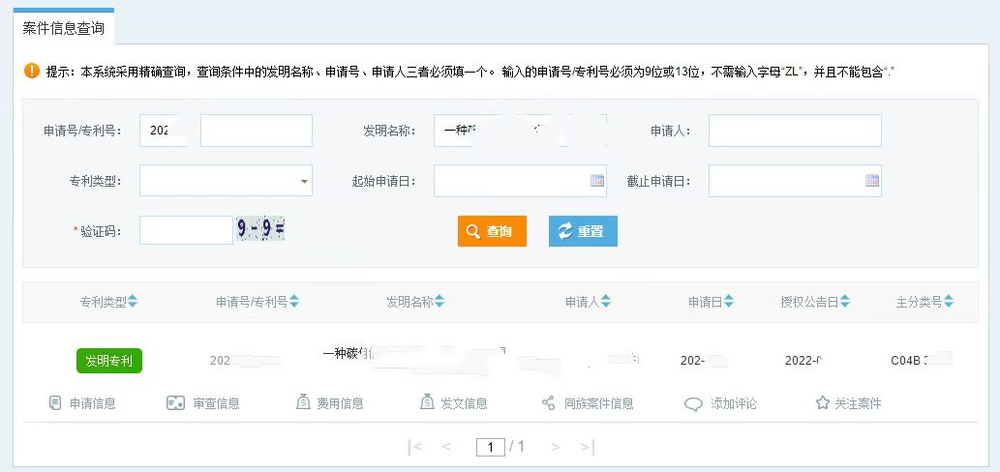 案件信息查询
提示：本系统采用精确查询，查询条件中的发明名称、申请号、申请人三者必须填一个。 输入的申请号/专利号必须为9位或13位，不需输入字母“ZL”，并且不能包含“.”
申请号/专利号： 202 发明名称： 一种 申请人：
专利类型： 起始申请日： 截止申请日：
*验证码： 9-9= 查询 重置
专利类型 申请号/专利号 发明名称 申请人 申请日 授权公告日 主分类号
发明专利 202 一种碳 202- 2022-0 C04B
申请信息 审查信息 费用信息 发文信息 同族案件信息 添加评论 关注案件
|< < 1 / 1 > >|